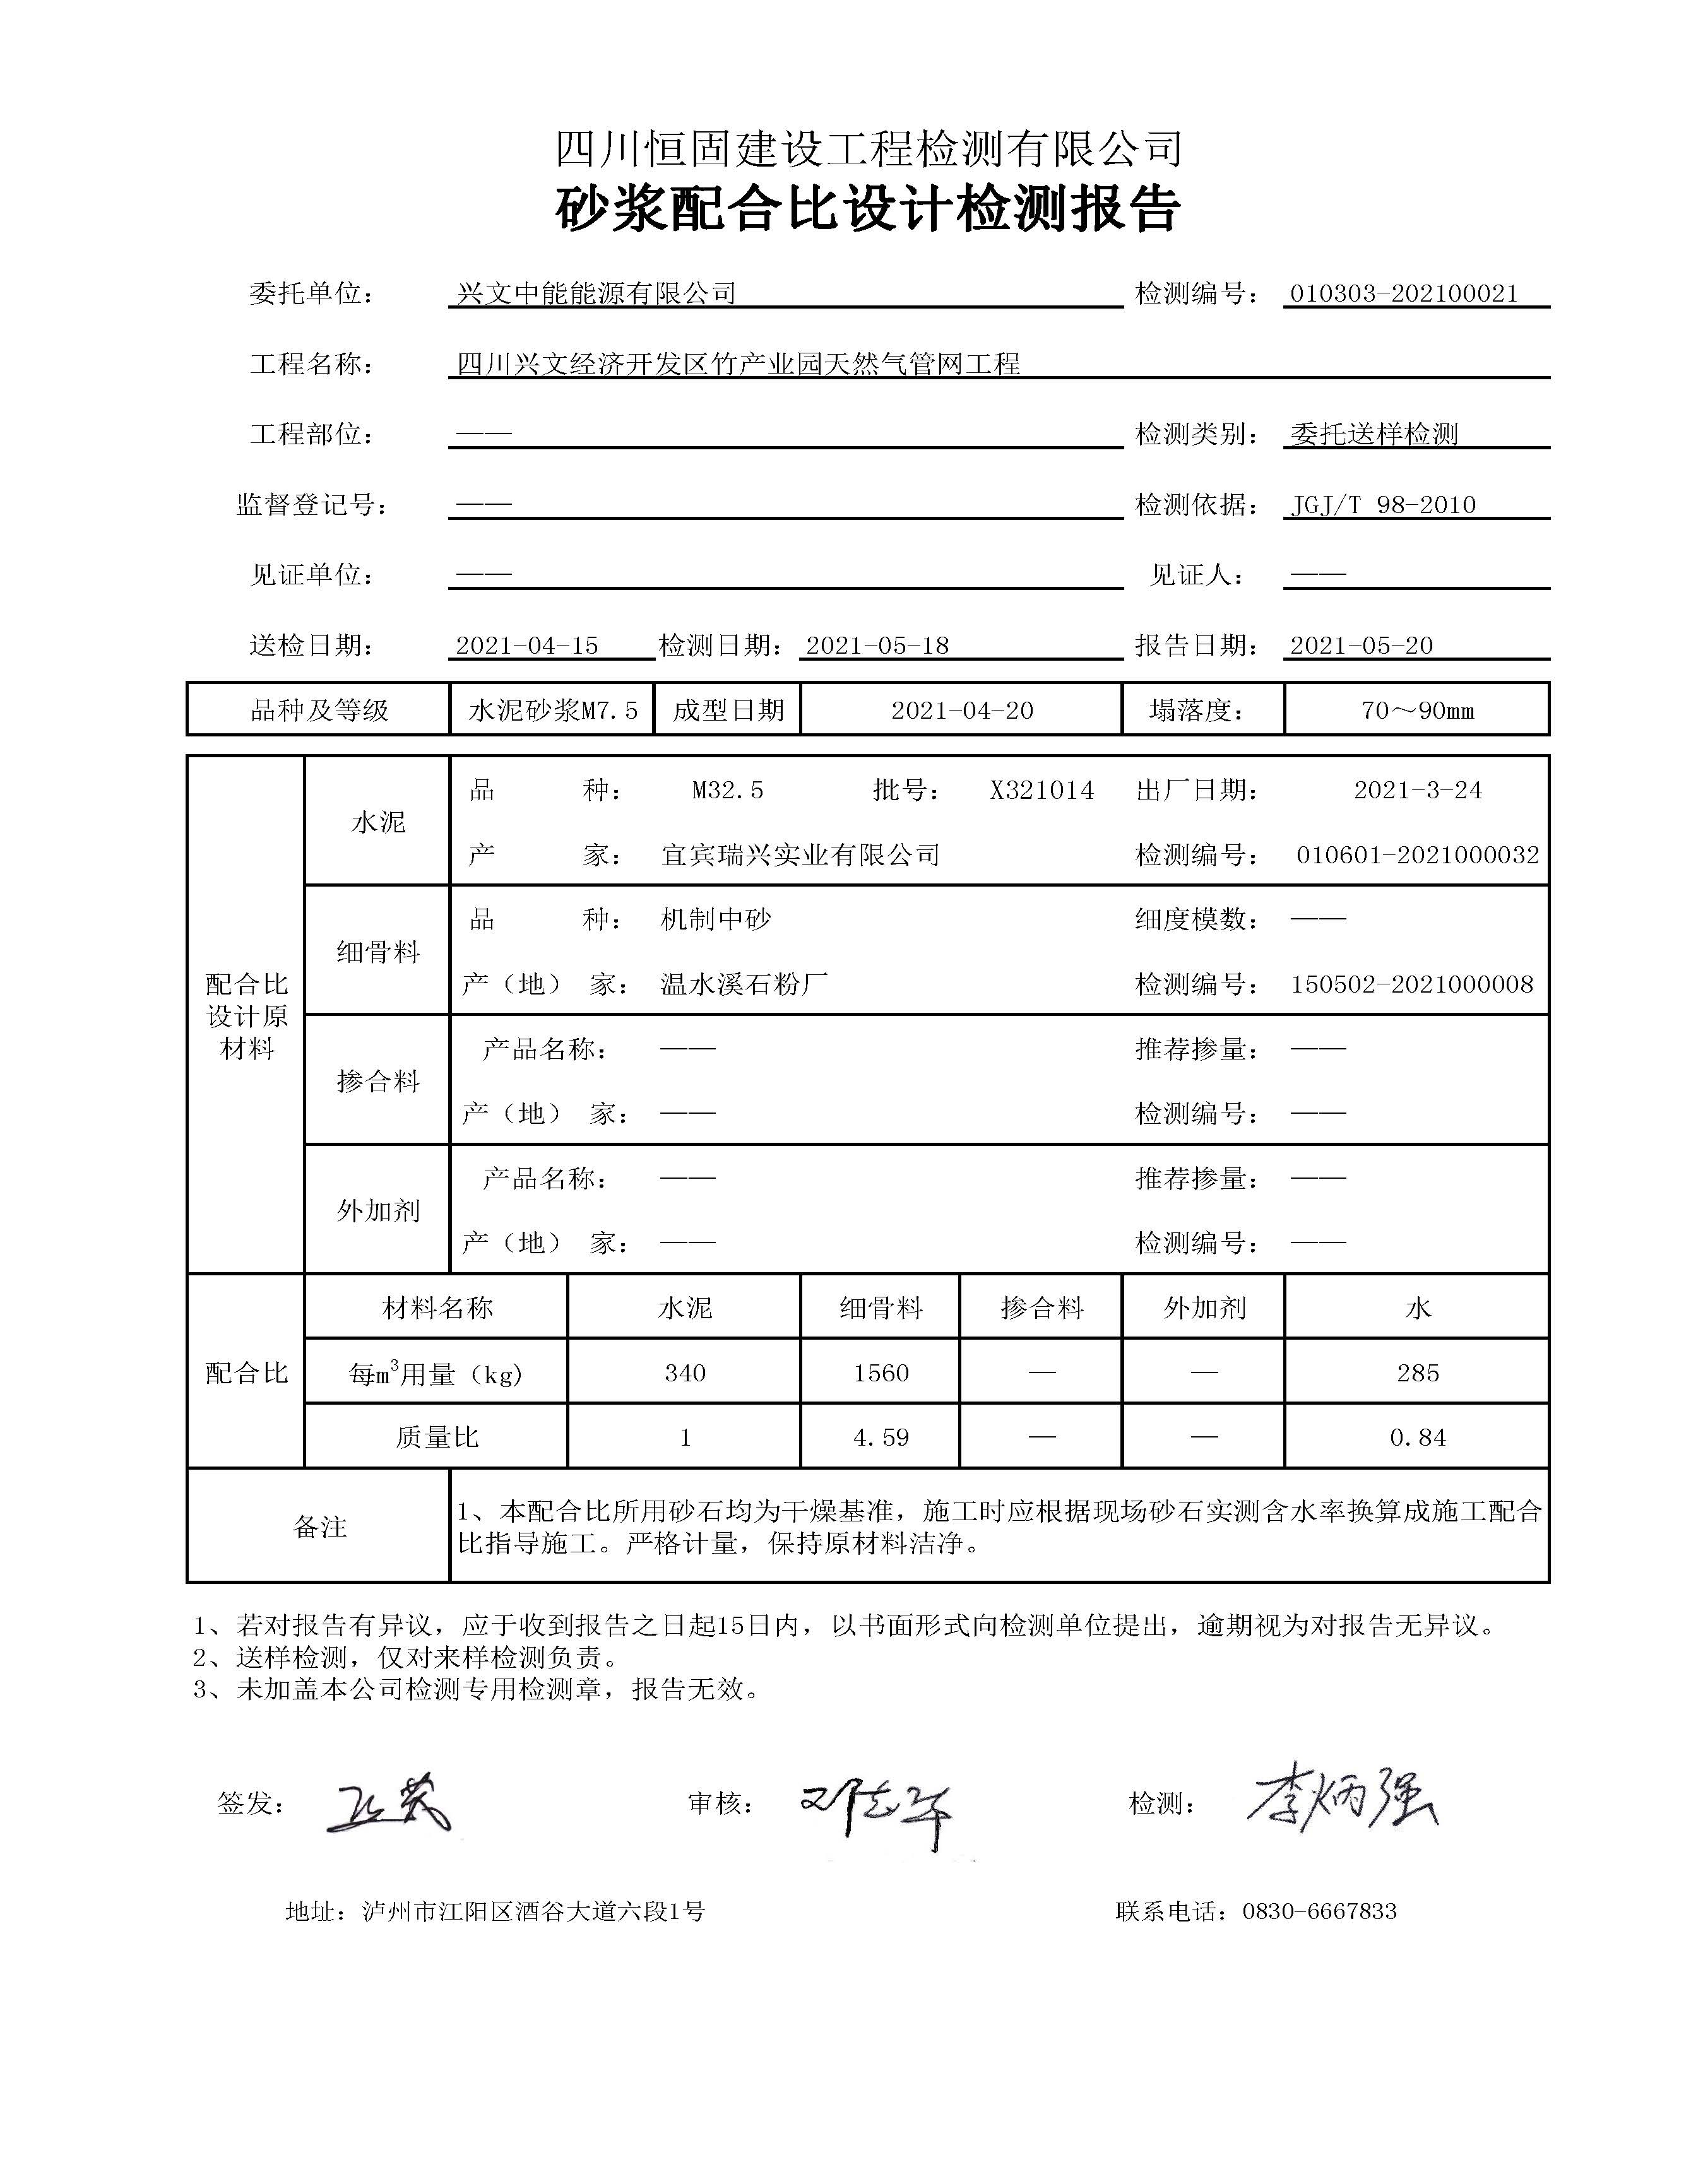 四川恒固建设工程检测有限公司
砂浆配合比设计检测报告
委托单位： 兴文中能能源有限公司 检测编号： 010303-202100021
工程名称： 四川兴文经济开发区竹产业园天然气管网工程
工程部位： —— 检测类别： 委托送样检测
监督登记号： —— 检测依据： JGJ/T 98-2010
见证单位： —— 见证人： ——
送检日期： 2021-04-15 检测日期： 2021-05-18 报告日期： 2021-05-20
品种及等级 水泥砂浆M7.5 成型日期 2021-04-20 塌落度： 70～90mm
配合比设计原材料
水泥
品 种： M32.5 批号： X321014 出厂日期： 2021-3-24
产 家： 宜宾瑞兴实业有限公司 检测编号： 010601-2021000032
细骨料
品 种： 机制中砂 细度模数： ——
产（地） 家： 温水溪石粉厂 检测编号： 150502-2021000008
掺合料
产品名称： —— 推荐掺量： ——
产（地） 家： —— 检测编号： ——
外加剂
产品名称： —— 推荐掺量： ——
产（地） 家： —— 检测编号： ——
配合比
材料名称 水泥 细骨料 掺合料 外加剂 水
每m³用量（kg） 340 1560 — — 285
质量比 1 4.59 — — 0.84
备注
1、本配合比所用砂石均为干燥基准，施工时应根据现场砂石实测含水率换算成施工配合
比指导施工。严格计量，保持原材料洁净。
1、若对报告有异议，应于收到报告之日起15日内，以书面形式向检测单位提出，逾期视为对报告无异议。
2、送样检测，仅对来样检测负责。
3、未加盖本公司检测专用检测章，报告无效。
签发： 审核： 检测： 李炳强
地址：泸州市江阳区酒谷大道六段1号 联系电话：0830-6667833